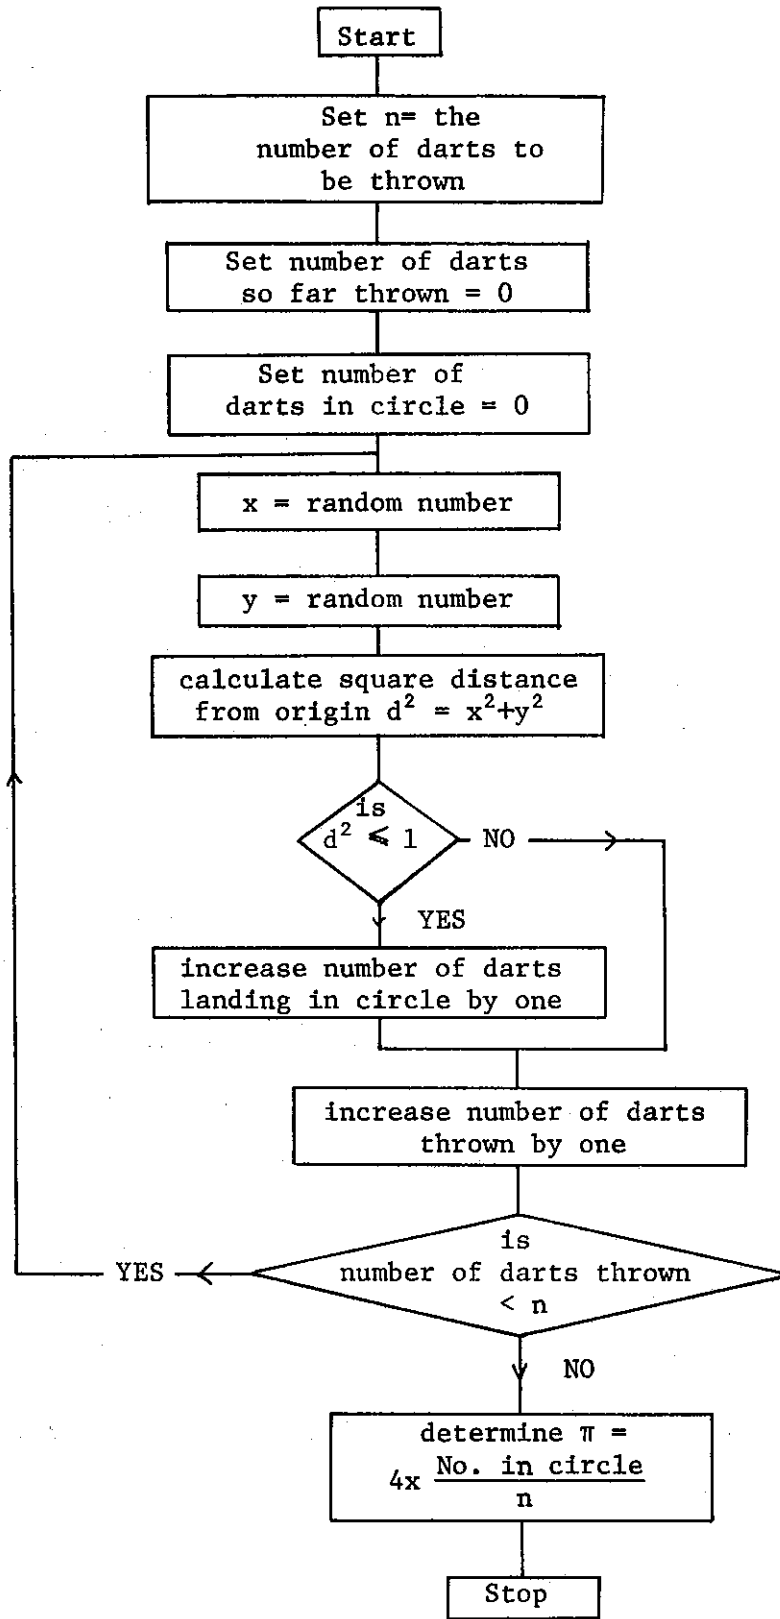 Start
Set n= the
number of darts to
be thrown
Set number of darts
so far thrown = 0
Set number of
darts in circle = 0
x = random number
y = random number
calculate square distance
from origin d² = x²+y²
is
d² ⩽ 1
NO
YES
increase number of darts
landing in circle by one
increase number of darts
thrown by one
is
number of darts thrown
< n
YES
NO
determine π =
4x No. in circle
n
Stop